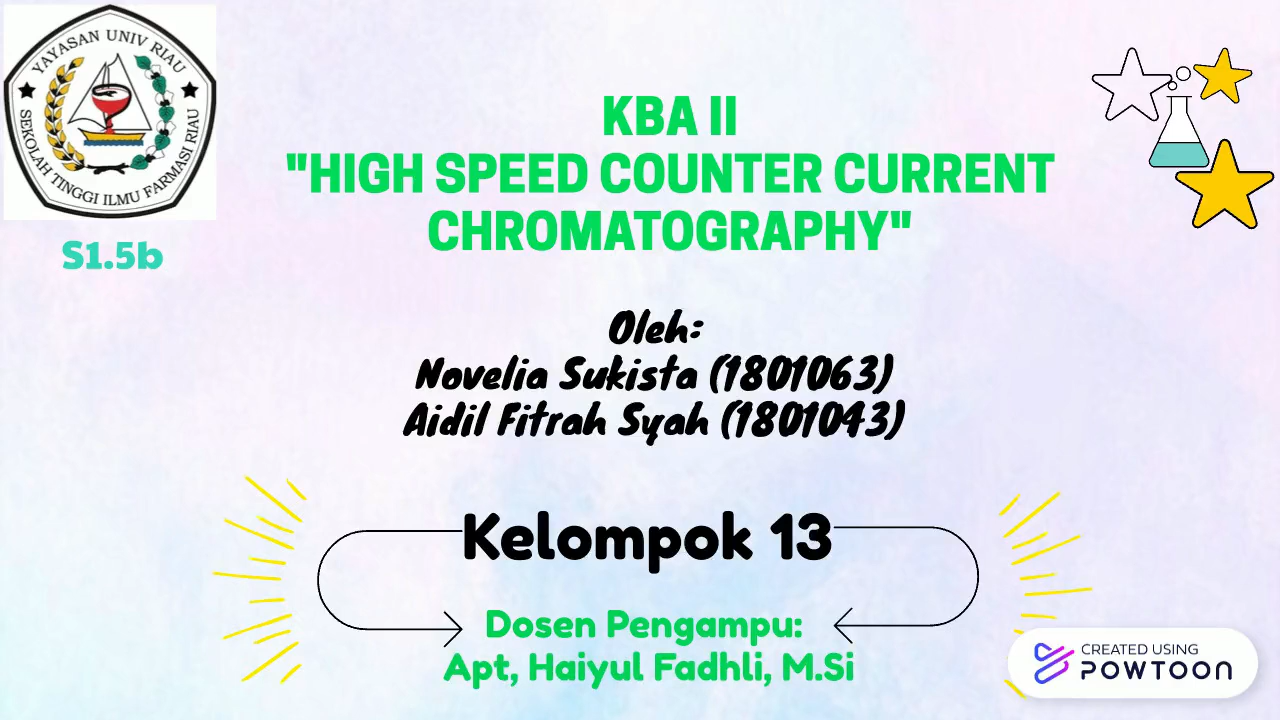 YAYASAN UNIV RIAU
SEKOLAH TINGGI ILMU FARMASI RIAU
S1.5b
KBA II
"HIGH SPEED COUNTER CURRENT
CHROMATOGRAPHY"
Oleh:
Novelia Sukista (1801063)
Aidil Fitrah Syah (1801043)
Kelompok 13
Dosen Pengampu:
Apt, Haiyul Fadhli, M.Si
CREATED USING
POWTOON